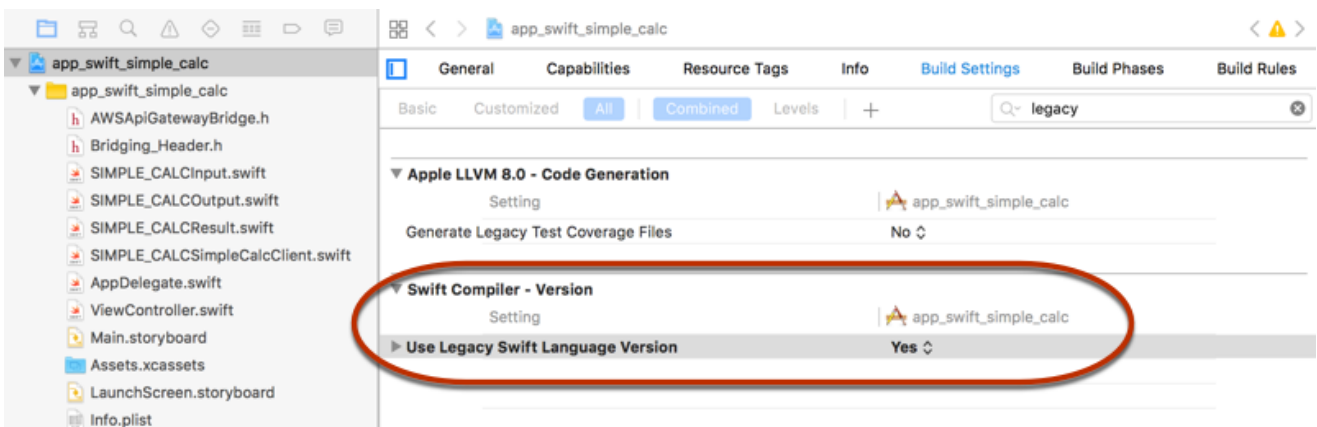 app_swift_simple_calc
General Capabilities Resource Tags Info Build Settings Build Phases Build Rules
Basic Customized All Combined Levels + legacy
app_swift_simple_calc
app_swift_simple_calc
h AWSApiGatewayBridge.h
h Bridging_Header.h
SIMPLE_CALCInput.swift
SIMPLE_CALCOutput.swift
SIMPLE_CALCResult.swift
SIMPLE_CALCSimpleCalcClient.swift
AppDelegate.swift
ViewController.swift
Main.storyboard
Assets.xcassets
LaunchScreen.storyboard
Info.plist
Apple LLVM 8.0 - Code Generation
Setting app_swift_simple_calc
Generate Legacy Test Coverage Files No
Swift Compiler - Version
Setting app_swift_simple_calc
Use Legacy Swift Language Version Yes